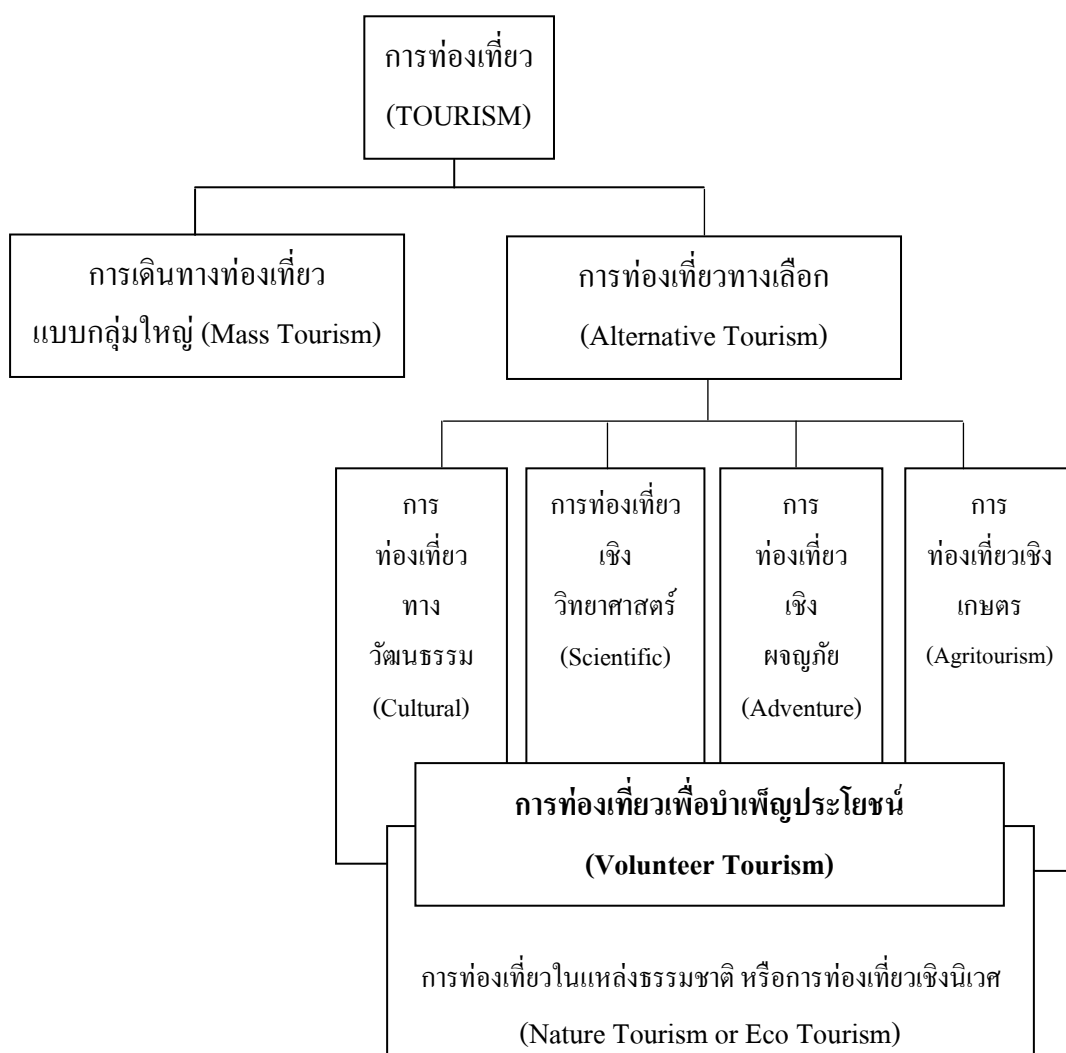 การท่องเที่ยว
(TOURISM)
การเดินทางท่องเที่ยว
แบบกลุ่มใหญ่ (Mass Tourism)
การท่องเที่ยวทางเลือก
(Alternative Tourism)
การ
ท่องเที่ยว
ทาง
วัฒนธรรม
(Cultural)
การท่องเที่ยว
เชิง
วิทยาศาสตร์
(Scientific)
การ
ท่องเที่ยว
เชิง
ผจญภัย
(Adventure)
การ
ท่องเที่ยวเชิง
เกษตร
(Agritourism)
การท่องเที่ยวเพื่อบำเพ็ญประโยชน์
(Volunteer Tourism)
การท่องเที่ยวในแหล่งธรรมชาติ หรือการท่องเที่ยวเชิงนิเวศ
(Nature Tourism or Eco Tourism)